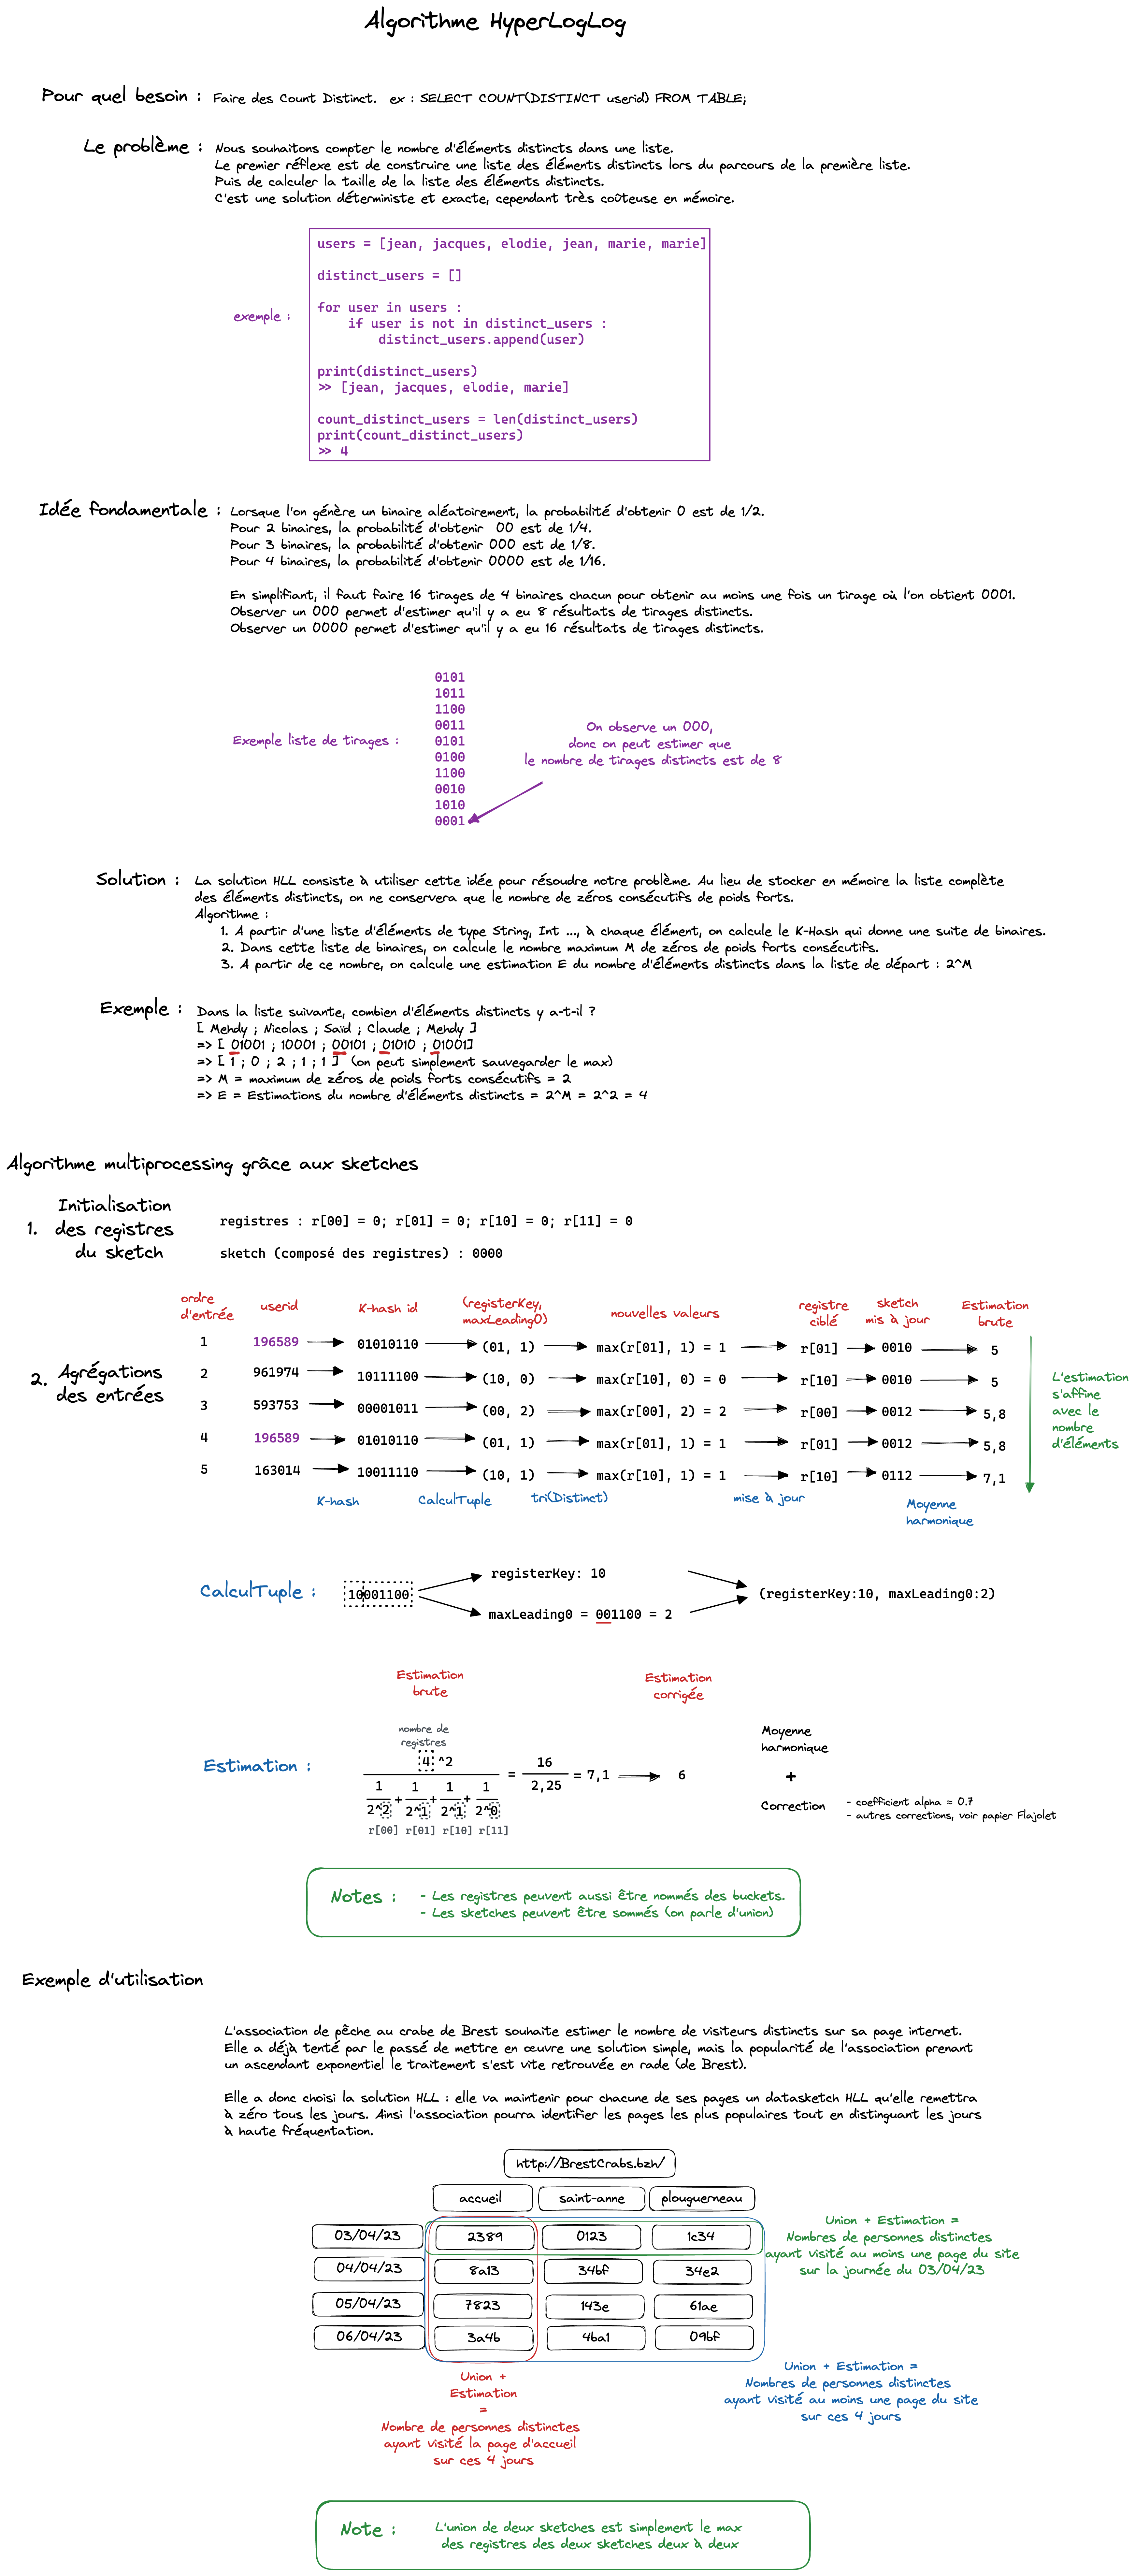 Algorithme HyperLogLog
Pour quel besoin : Faire des Count Distinct. ex : SELECT COUNT(DISTINCT userid) FROM TABLE;
Le problème : Nous souhaitons compter le nombre d'éléments distincts dans une liste.
Le premier réflexe est de construire une liste des éléments distincts lors du parcours de la première liste.
Puis de calculer la taille de la liste des éléments distincts.
C'est une solution déterministe et exacte, cependant très coûteuse en mémoire.
exemple :
users = [jean, jacques, elodie, jean, marie, marie]
distinct_users = []
for user in users :
if user is not in distinct_users :
distinct_users.append(user)
print(distinct_users)
>> [jean, jacques, elodie, marie]
count_distinct_users = len(distinct_users)
print(count_distinct_users)
>> 4
Idée fondamentale : Lorsque l'on génère un binaire aléatoirement, la probabilité d'obtenir 0 est de 1/2.
Pour 2 binaires, la probabilité d'obtenir 00 est de 1/4.
Pour 3 binaires, la probabilité d'obtenir 000 est de 1/8.
Pour 4 binaires, la probabilité d'obtenir 0000 est de 1/16.
En simplifiant, il faut faire 16 tirages de 4 binaires chacun pour obtenir au moins une fois un tirage où l'on obtient 0001.
Observer un 000 permet d'estimer qu'il y a eu 8 résultats de tirages distincts.
Observer un 0000 permet d'estimer qu'il y a eu 16 résultats de tirages distincts.
Exemple liste de tirages :
0101
1011
1100
0011
0101
0100
1100
0010
1010
0001
On observe un 000,
donc on peut estimer que
le nombre de tirages distincts est de 8
Solution : La solution HLL consiste à utiliser cette idée pour résoudre notre problème. Au lieu de stocker en mémoire la liste complète
des éléments distincts, on ne conservera que le nombre de zéros consécutifs de poids forts.
Algorithme :
1. A partir d'une liste d'éléments de type String, Int ..., à chaque élément, on calcule le K-Hash qui donne une suite de binaires.
2. Dans cette liste de binaires, on calcule le nombre maximum M de zéros de poids forts consécutifs.
3. A partir de ce nombre, on calcule une estimation E du nombre d'éléments distincts dans la liste de départ : 2^M
Exemple : Dans la liste suivante, combien d'éléments distincts y a-t-il ?
[ Mehdy ; Nicolas ; Saïd ; Claude ; Mehdy ]
=> [ 01001 ; 10001 ; 00101 ; 01010 ; 01001]
=> [ 1 ; 0 ; 2 ; 1 ; 1 ] (on peut simplement sauvegarder le max)
=> M = maximum de zéros de poids forts consécutifs = 2
=> E = Estimations du nombre d'éléments distincts = 2^M = 2^2 = 4
Algorithme multiprocessing grâce aux sketches
1. Initialisation
des registres
du sketch
registres : r[00] = 0; r[01] = 0; r[10] = 0; r[11] = 0
sketch (composé des registres) : 0000
2. Agrégations
des entrées
ordre
d'entrée
userid
K-hash id
(registerKey,
maxLeading0)
nouvelles valeurs
registre
ciblé
sketch
mis à jour
Estimation
brute
1 196589 01010110 (01, 1) max(r[01], 1) = 1 r[01] 0010 5
2 961974 10111100 (10, 0) max(r[10], 0) = 0 r[10] 0010 5
3 593753 00001011 (00, 2) max(r[00], 2) = 2 r[00] 0012 5,8
4 196589 01010110 (01, 1) max(r[01], 1) = 1 r[01] 0012 5,8
5 163014 10011110 (10, 1) max(r[10], 1) = 1 r[10] 0112 7,1
L'estimation
s'affine
avec le
nombre
d'éléments
K-hash
CalculTuple
tri(Distinct)
mise à jour
Moyenne
harmonique
CalculTuple :
10001100
registerKey: 10
maxLeading0 = 001100 = 2
(registerKey:10, maxLeading0:2)
Estimation
brute
Estimation
corrigée
Estimation :
nombre de
registres
4 ^2
1 1 1 1
2^2 + 2^1 + 2^1 + 2^0
r[00] r[01] r[10] r[11]
= 16
2,25
= 7,1
6
Moyenne
harmonique
+
Correction
- coefficient alpha ≈ 0.7
- autres corrections, voir papier Flajolet
Notes :
- Les registres peuvent aussi être nommés des buckets.
- Les sketches peuvent être sommés (on parle d'union)
Exemple d'utilisation
L'association de pêche au crabe de Brest souhaite estimer le nombre de visiteurs distincts sur sa page internet.
Elle a déjà tenté par le passé de mettre en œuvre une solution simple, mais la popularité de l'association prenant
un ascendant exponentiel le traitement s'est vite retrouvée en rade (de Brest).
Elle a donc choisi la solution HLL : elle va maintenir pour chacune de ses pages un datasketch HLL qu'elle remettra
à zéro tous les jours. Ainsi l'association pourra identifier les pages les plus populaires tout en distinguant les jours
à haute fréquentation.
http://BrestCrabs.bzh/
accueil saint-anne plouguerneau
03/04/23 2389 0123 1c34
04/04/23 8a13 34bf 34e2
05/04/23 7823 143e 61ae
06/04/23 3a4b 4ba1 09bf
Union + Estimation =
Nombres de personnes distinctes
ayant visité au moins une page du site
sur la journée du 03/04/23
Union + Estimation =
Nombres de personnes distinctes
ayant visité au moins une page du site
sur ces 4 jours
Union +
Estimation
=
Nombre de personnes distinctes
ayant visité la page d'accueil
sur ces 4 jours
Note :
L'union de deux sketches est simplement le max
des registres des deux sketches deux à deux